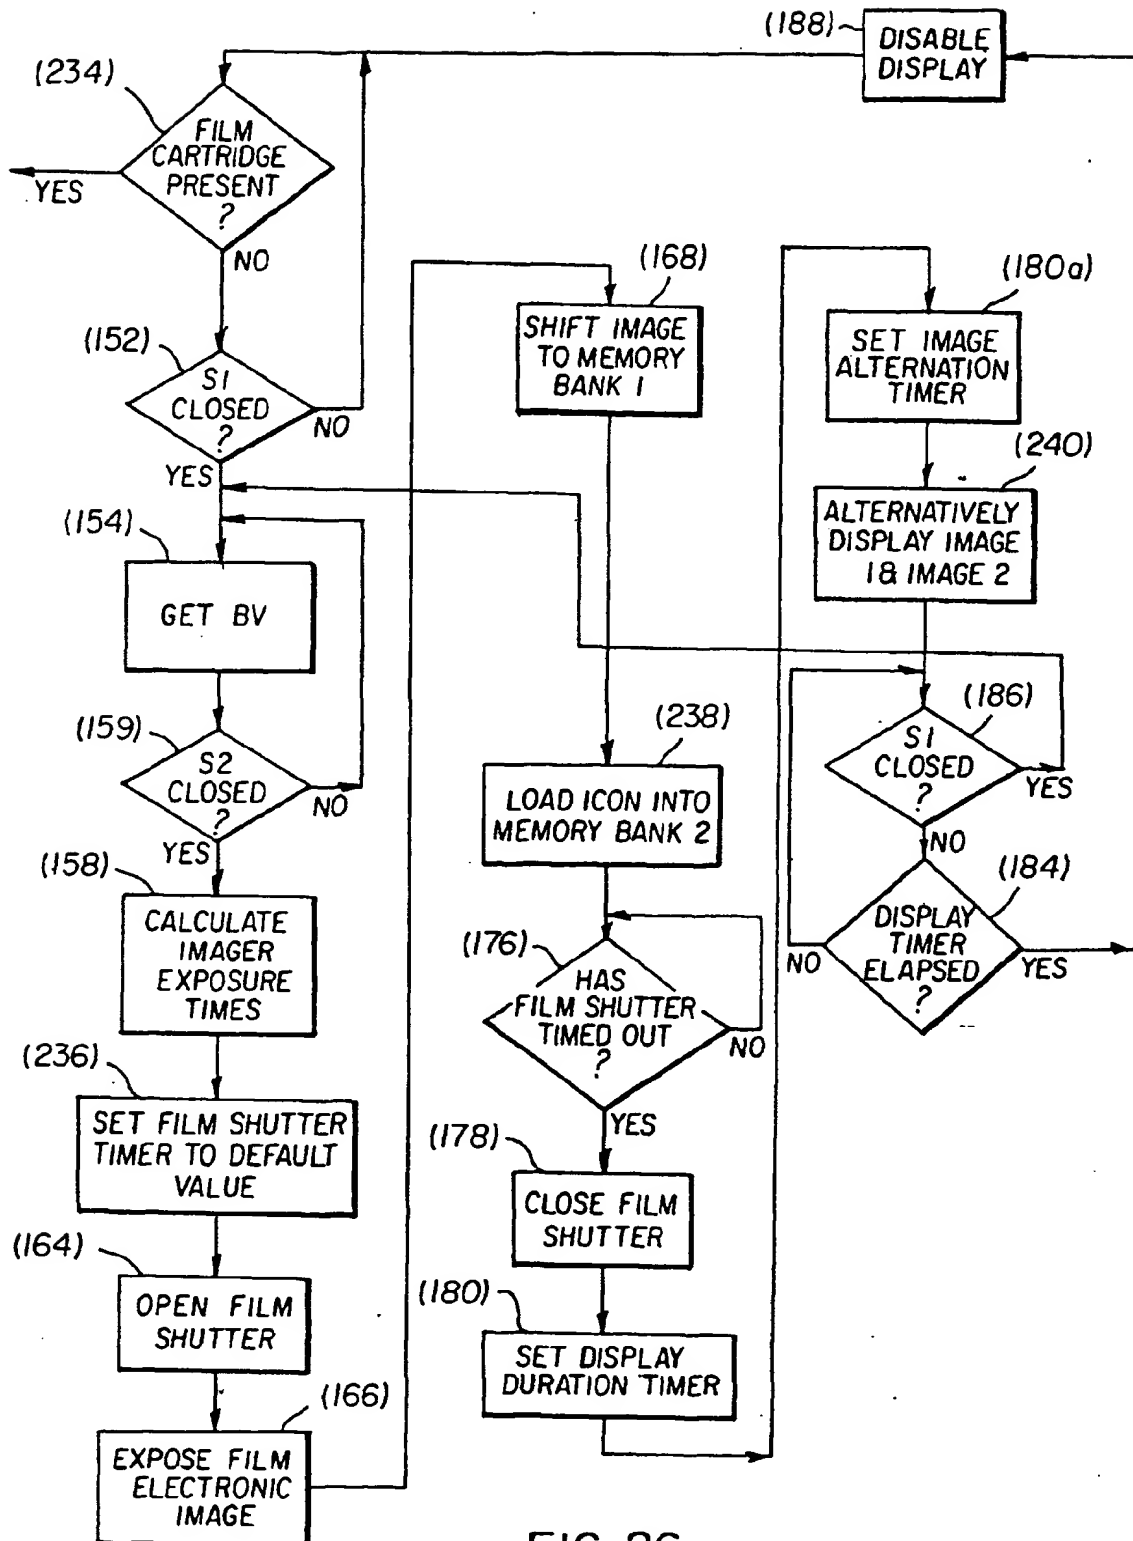 (188)
DISABLE
DISPLAY
(234)
FILM
CARTRIDGE
PRESENT
?
YES
NO
(152)
S1
CLOSED
?
NO
YES
(154)
GET BV
(159)
S2
CLOSED
?
NO
YES
(158)
CALCULATE
IMAGER
EXPOSURE
TIMES
(236)
SET FILM SHUTTER
TIMER TO DEFAULT
VALUE
(164)
OPEN FILM
SHUTTER
(166)
EXPOSE FILM
ELECTRONIC
IMAGE
(168)
SHIFT IMAGE
TO MEMORY
BANK 1
(238)
LOAD ICON INTO
MEMORY BANK 2
(176)
HAS
FILM SHUTTER
TIMED OUT
?
NO
YES
(178)
CLOSE FILM
SHUTTER
(180)
SET DISPLAY
DURATION TIMER
(180a)
SET IMAGE
ALTERNATION
TIMER
(240)
ALTERNATIVELY
DISPLAY IMAGE
1 & IMAGE 2
(186)
S1
CLOSED
?
YES
NO
(184)
DISPLAY
TIMER
ELAPSED
?
NO
YES